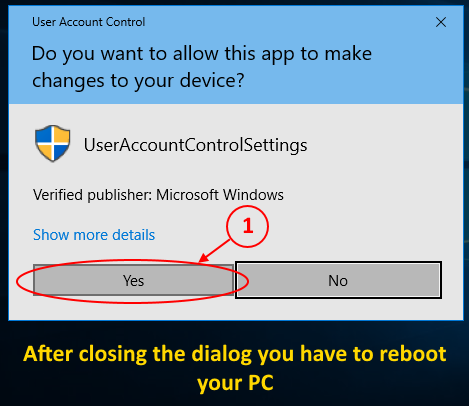 User Account Control
Do you want to allow this app to make
changes to your device?
UserAccountControlSettings
Verified publisher: Microsoft Windows
Show more details
1
Yes
No
After closing the dialog you have to reboot
your PC